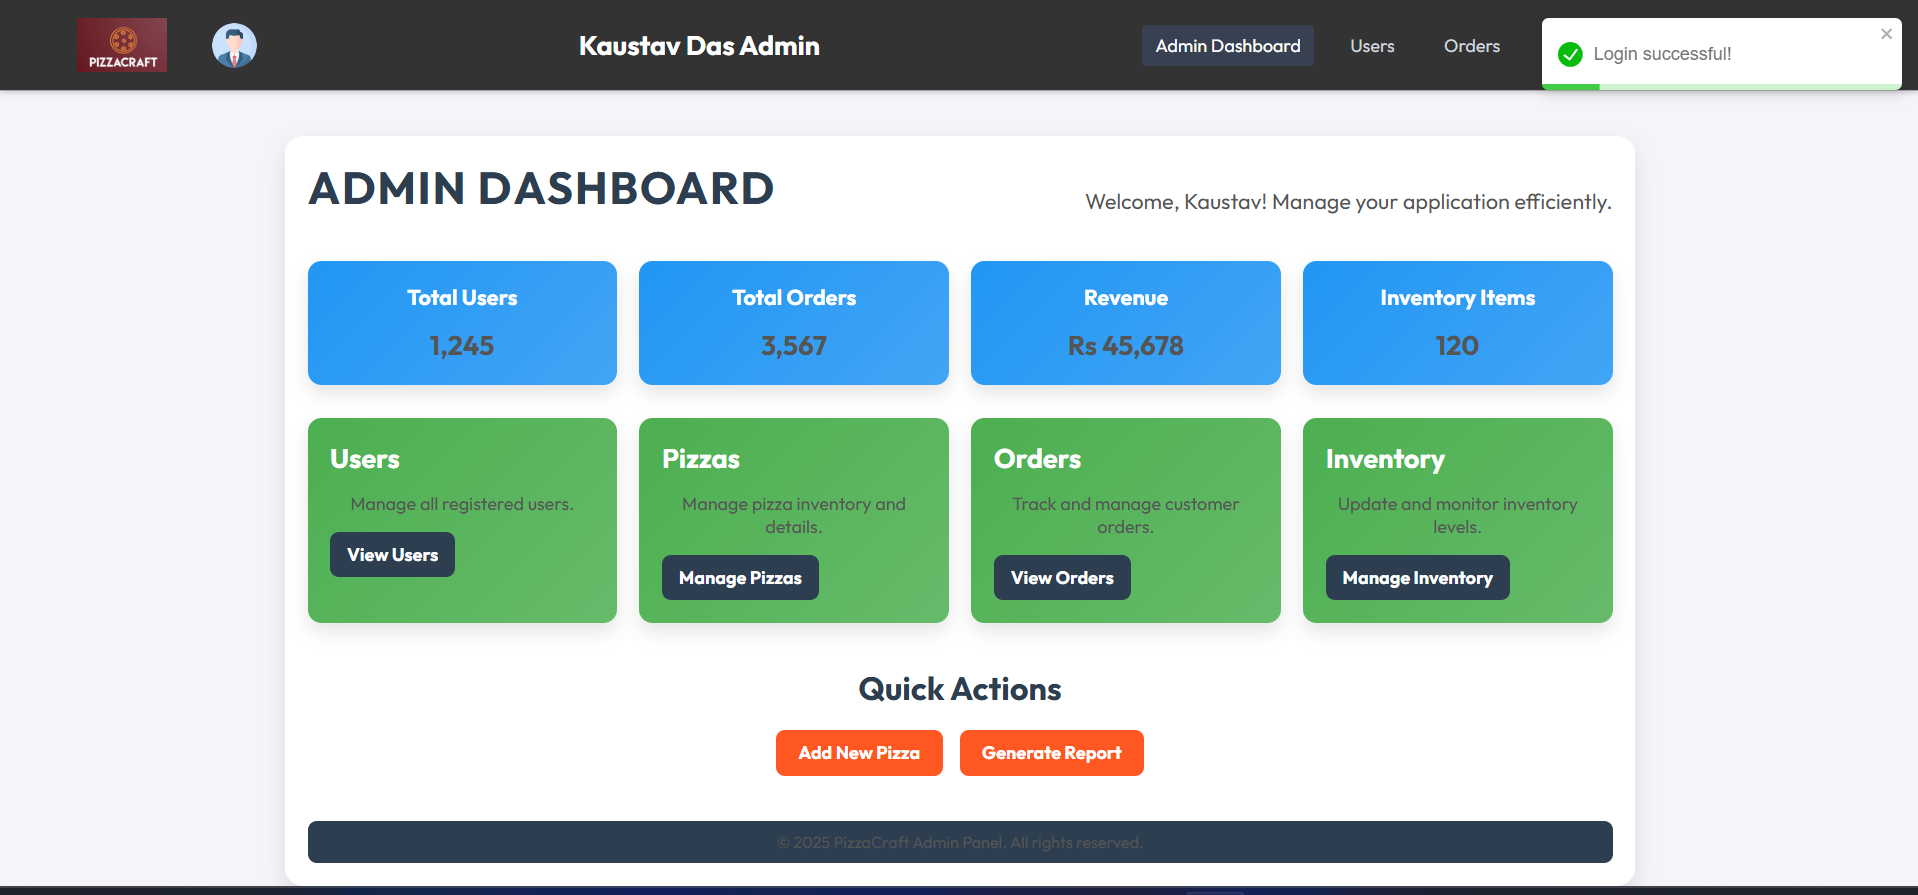 PIZZACRAFT
Kaustav Das Admin
Admin Dashboard
Users
Orders
Login successful!
ADMIN DASHBOARD
Welcome, Kaustav! Manage your application efficiently.
Total Users
1,245
Total Orders
3,567
Revenue
Rs 45,678
Inventory Items
120
Users
Manage all registered users.
View Users
Pizzas
Manage pizza inventory and
details.
Manage Pizzas
Orders
Track and manage customer
orders.
View Orders
Inventory
Update and monitor inventory
levels.
Manage Inventory
Quick Actions
Add New Pizza
Generate Report
© 2025 PizzaCraft Admin Panel. All rights reserved.